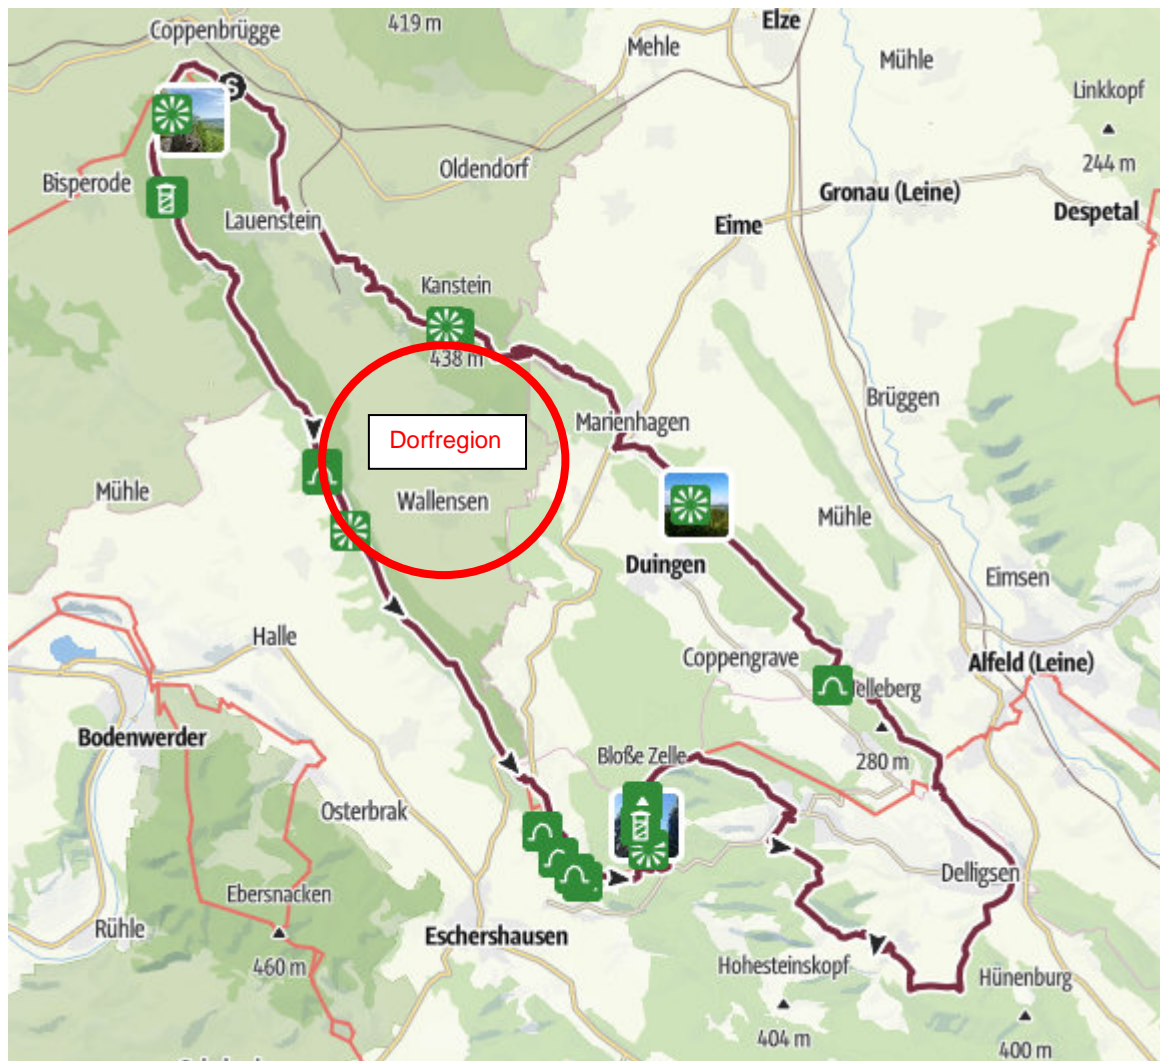 Elze
419 m
Coppenbrügge
Mehle
Mühle
S
Linkkopf
244 m
Oldendorf
Bisperode
Gronau (Leine)
Despetal
Lauenstein
Eime
Kanstein
438 m
Brüggen
Marienhagen
Dorfregion
Mühle
Wallensen
Mühle
Duingen
Eimsen
Halle
Coppengrave
Alfeld (Leine)
elleberg
Bodenwerder
Bloße Zelle
280 m
Osterbrak
Delligsen
Ebersnacken
Rühle
Eschershausen
460 m
Hohesteinskopf
Hünenburg
404 m
400 m